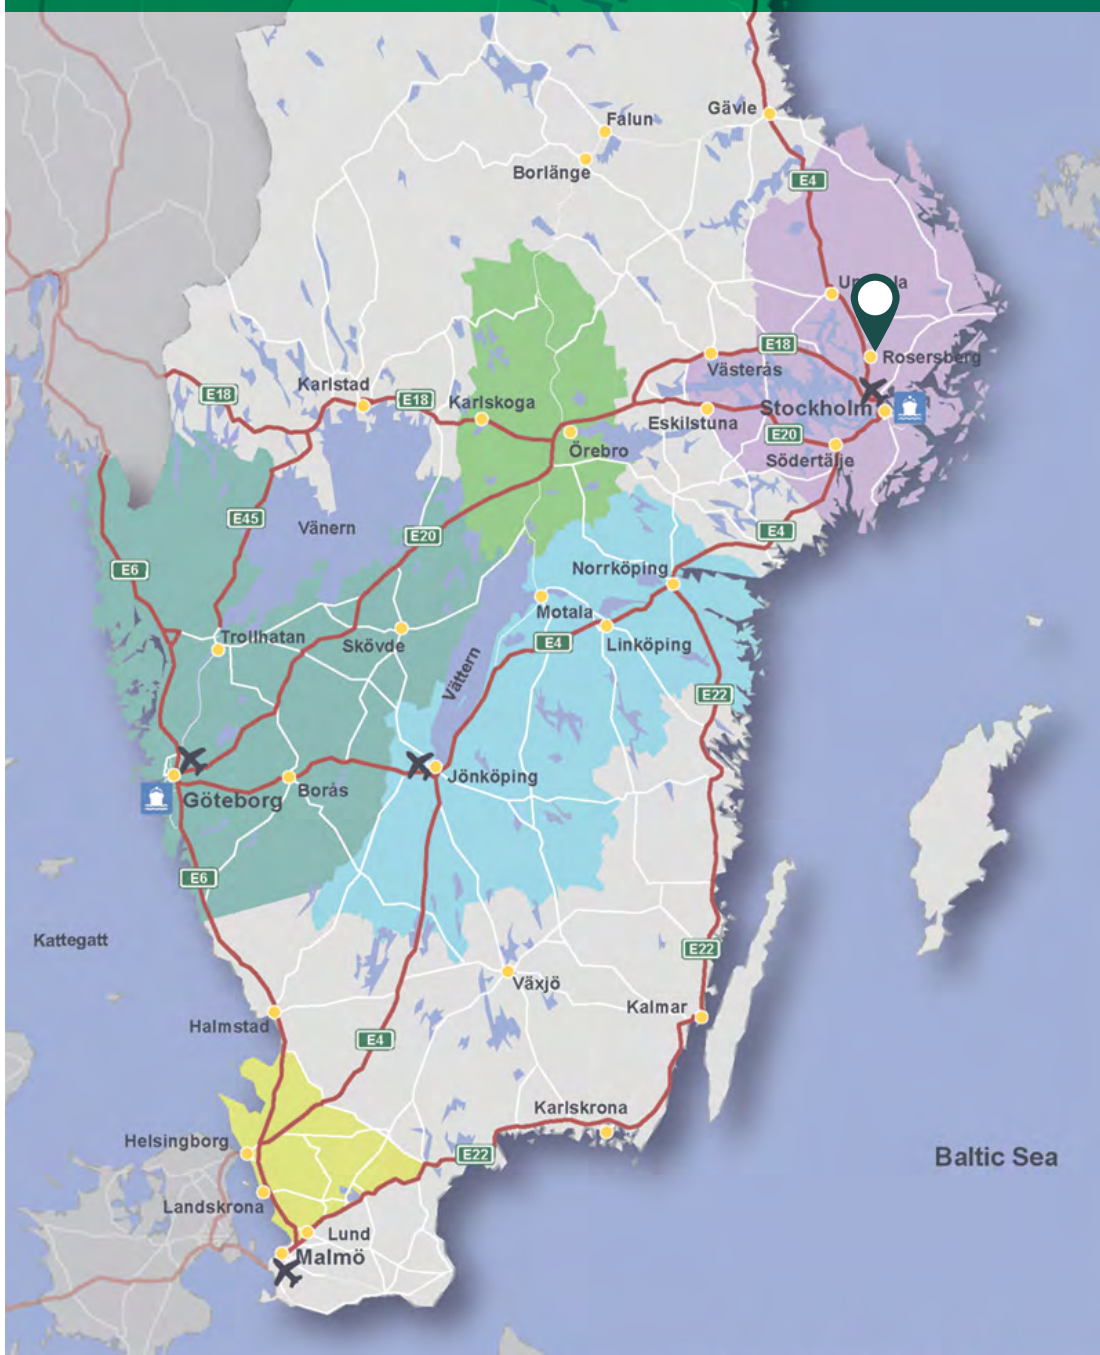 Gävle
Falun
Borlänge
E4
Rosersberg
E18
Västerås
E18
Karlstad
E18
Karlskoga
Stockholm
Eskilstuna
E20
Örebro
Södertälje
E45
Vänern
E20
E4
E6
Norrköping
Motala
Trollhatan
Skövde
E4
Linköping
Vättern
E22
Jönköping
Göteborg
Borås
E6
Kattegatt
E22
Växjö
Kalmar
Halmstad
E4
Karlskrona
Helsingborg
E22
Baltic Sea
Landskrona
Lund
Malmö